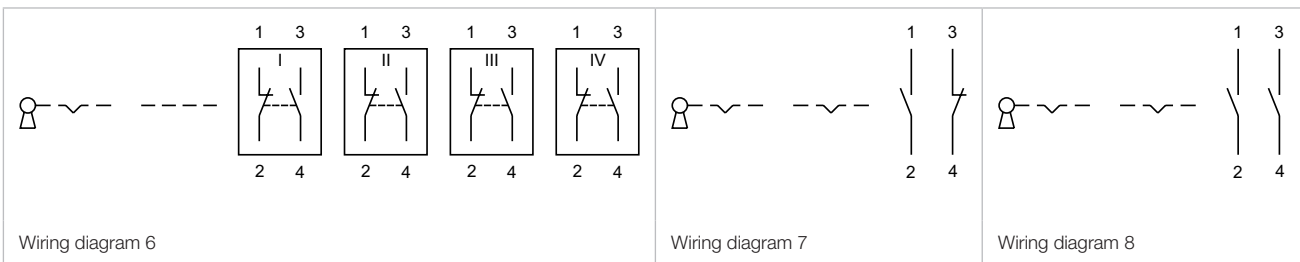 1 3 1 3 1 3 1 3 1 3 1 3
I II III IV
2 4 2 4 2 4 2 4 2 4 2 4
Wiring diagram 6 Wiring diagram 7 Wiring diagram 8